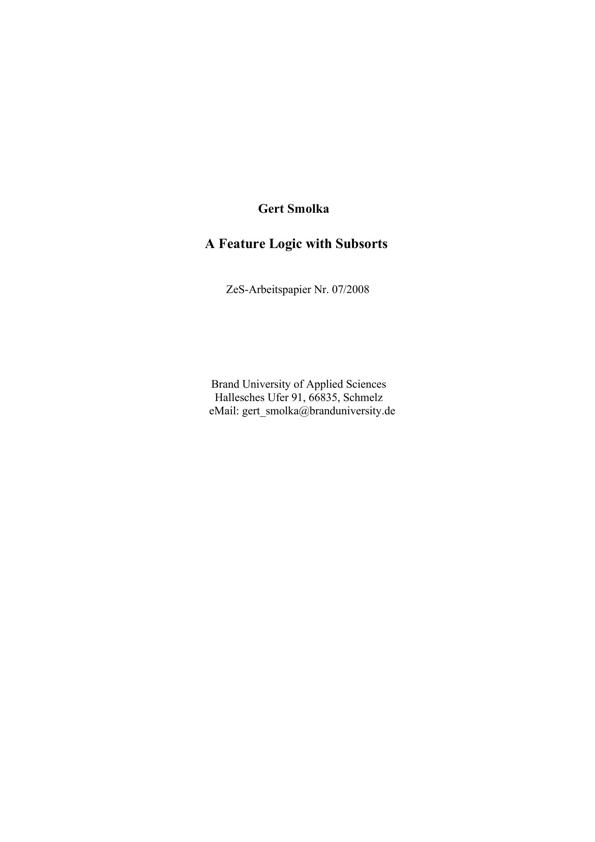 Gert Smolka
A Feature Logic with Subsorts
ZeS-Arbeitspapier Nr. 07/2008
Brand University of Applied Sciences
Hallesches Ufer 91, 66835, Schmelz
eMail: gert_smolka@branduniversity.de